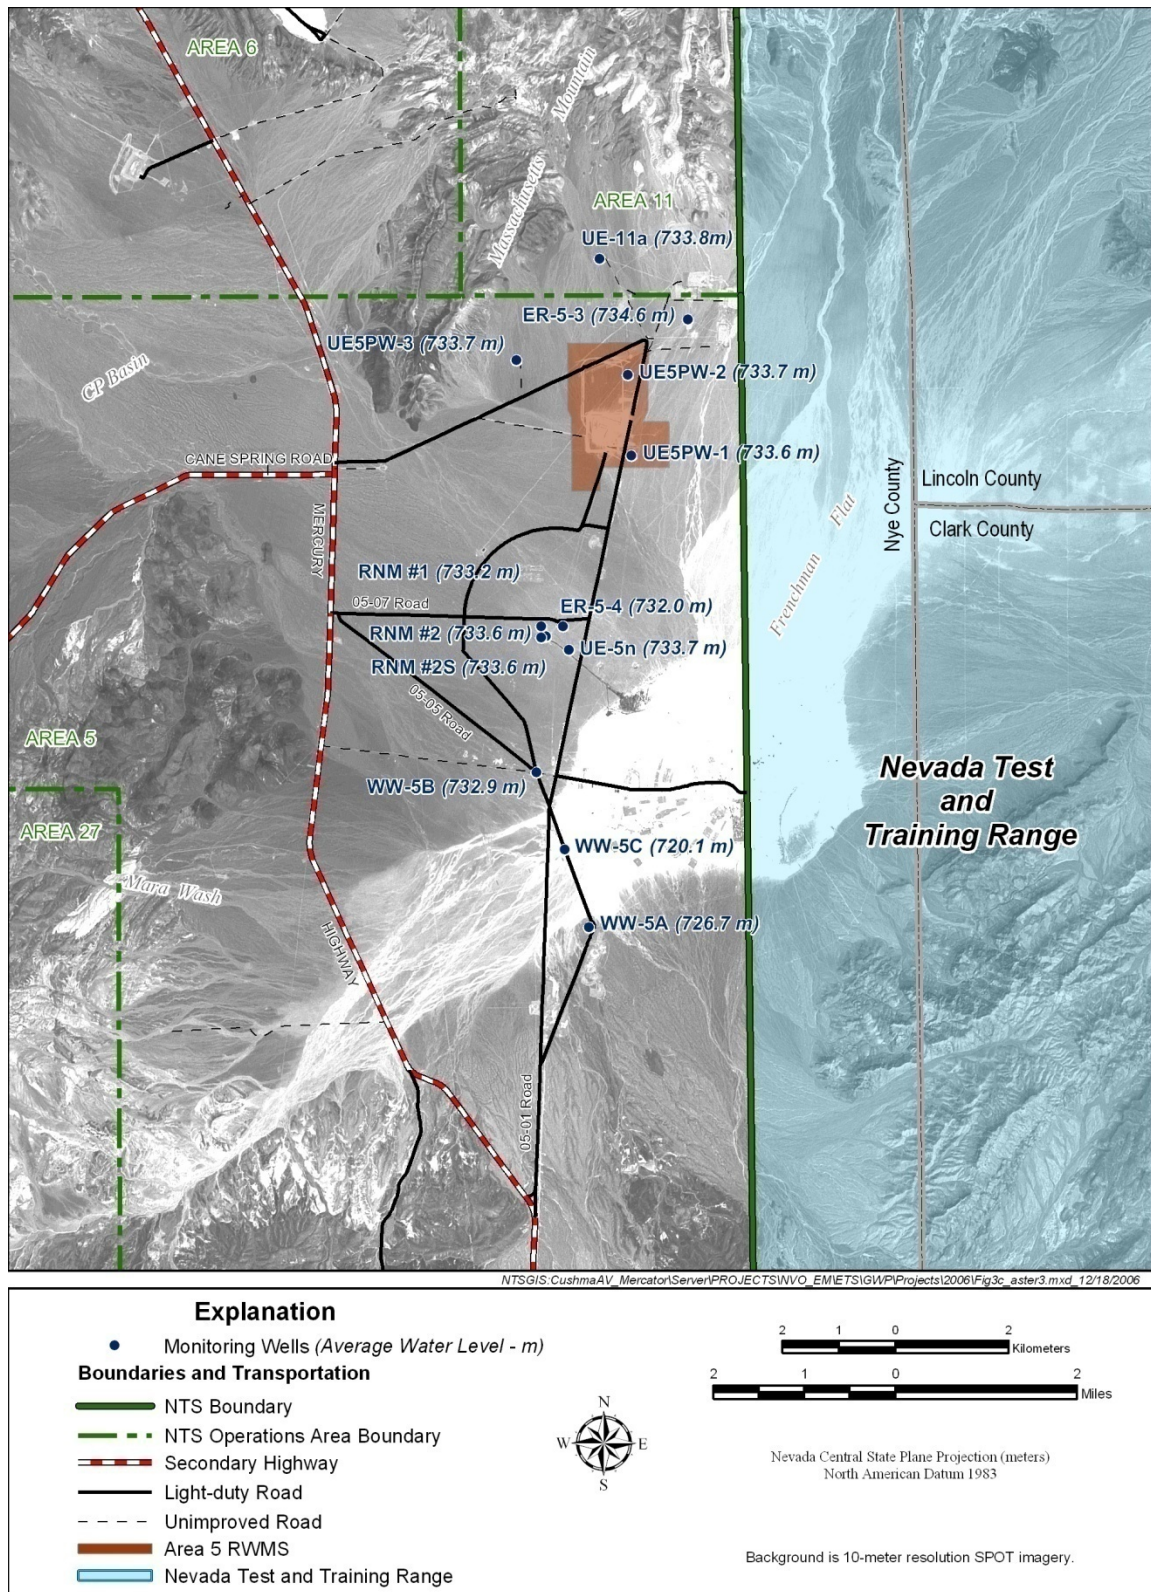 AREA 6
Massachusetts Mountain
AREA 11
UE-11a (733.8m)
ER-5-3 (734.6 m)
UE5PW-3 (733.7 m)
UE5PW-2 (733.7 m)
CP Basin
CANE SPRING ROAD
UE5PW-1 (733.6 m)
MERCURY
Lincoln County
Nye County
Clark County
Frenchman Flat
RNM #1 (733.2 m)
05-07 Road
ER-5-4 (732.0 m)
RNM #2 (733.6 m)
UE-5n (733.7 m)
RNM #2S (733.6 m)
05-05 Road
AREA 5
WW-5B (732.9 m)
Nevada Test
and
Training Range
AREA 27
WW-5C (720.1 m)
Mara Wash
WW-5A (726.7 m)
HIGHWAY
05-01 Road
NTSGIS:CushmaAV_Mercator\Server\PROJECTS\NVO_EM\ETS\GWP\Projects\2006\Fig3c_aster3.mxd_12/18/2006
Explanation
Monitoring Wells (Average Water Level - m)
Boundaries and Transportation
NTS Boundary
NTS Operations Area Boundary
Secondary Highway
Light-duty Road
Unimproved Road
Area 5 RWMS
Nevada Test and Training Range
N
W E
S
2 1 0 2
Kilometers
2 1 0 2
Miles
Nevada Central State Plane Projection (meters)
North American Datum 1983
Background is 10-meter resolution SPOT imagery.